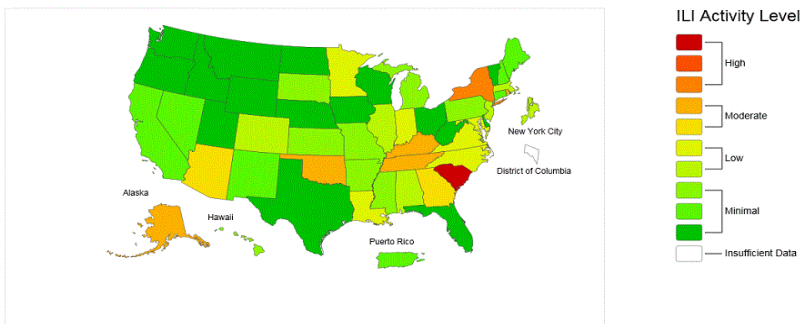 ILI Activity Level
High
Moderate
Low
Minimal
Insufficient Data
New York City
District of Columbia
Alaska
Hawaii
Puerto Rico